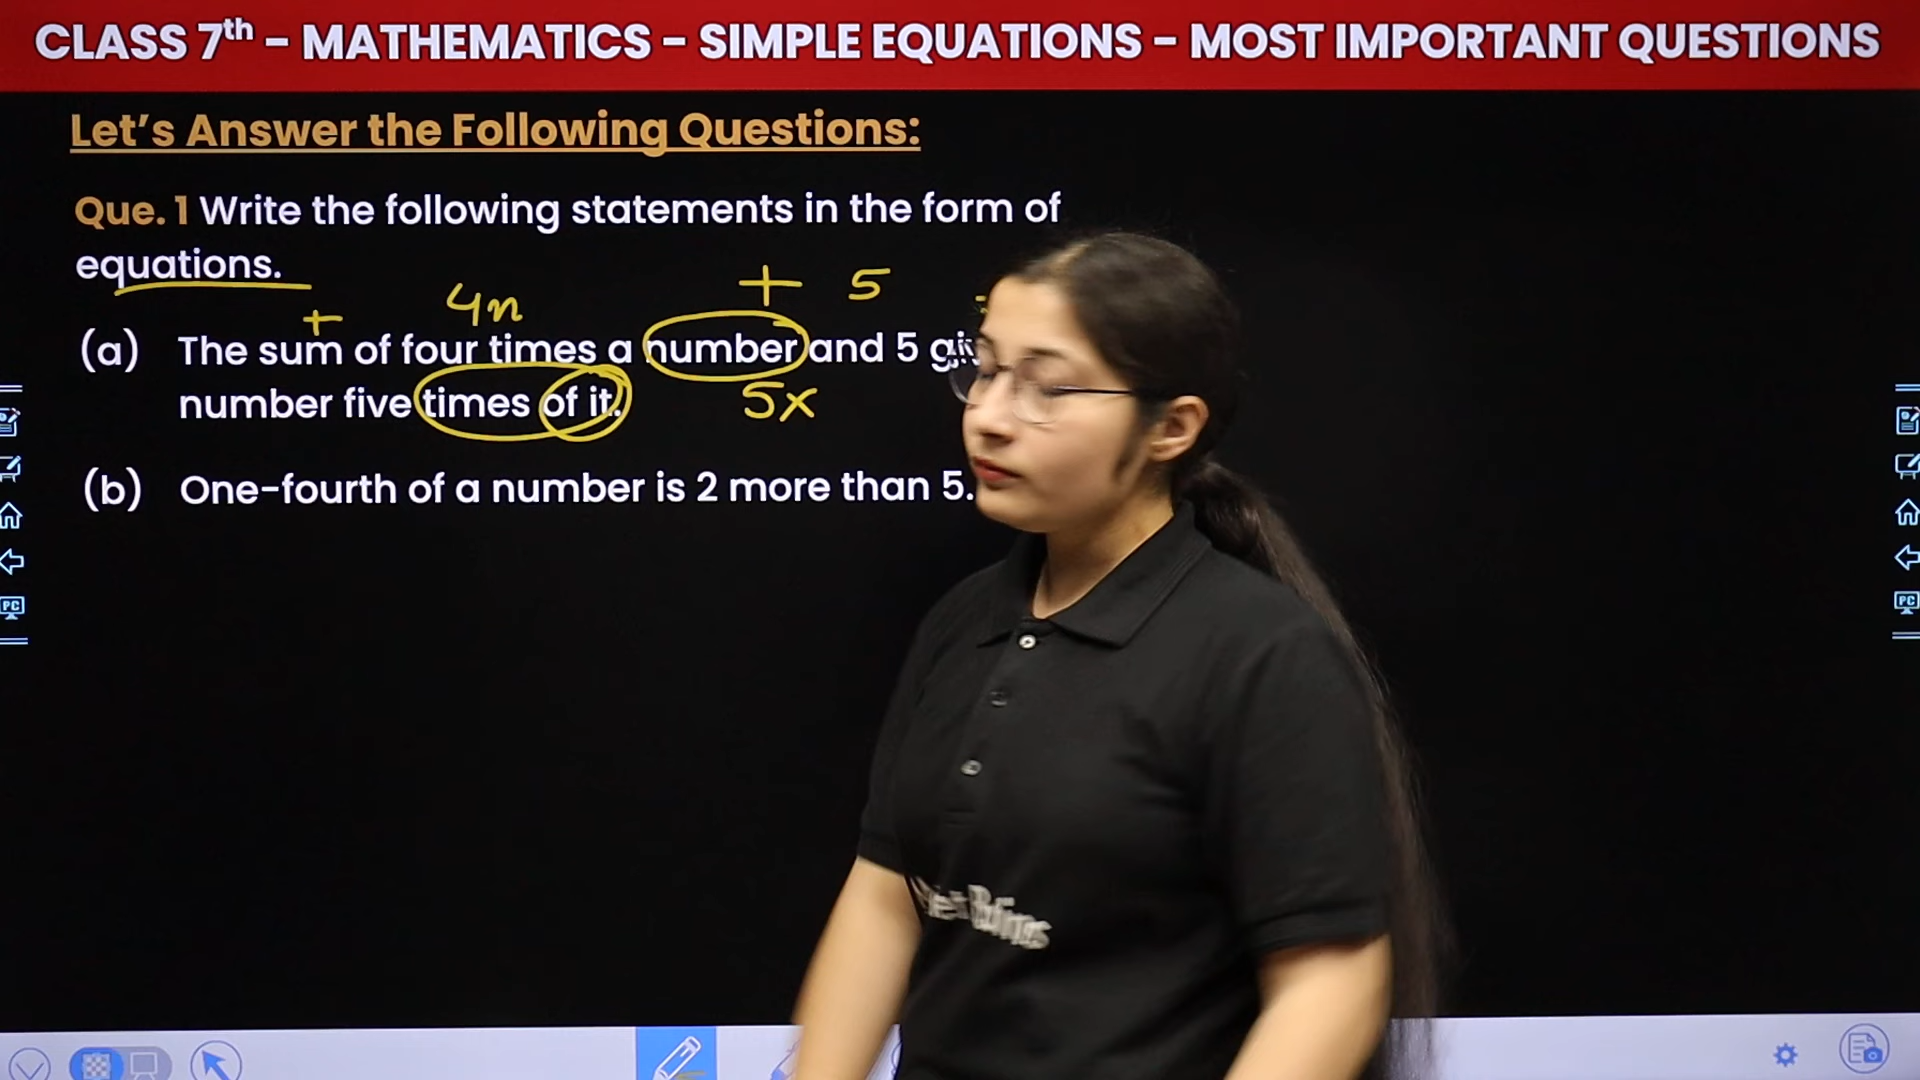 CLASS 7th - MATHEMATICS - SIMPLE EQUATIONS - MOST IMPORTANT QUESTIONS
Let's Answer the Following Questions:
Que. 1 Write the following statements in the form of
equations.
+ 4n + 5
(a) The sum of four times a number and 5
number five times of it. 5x
(b) One-fourth of a number is 2 more than 5.
PC PC